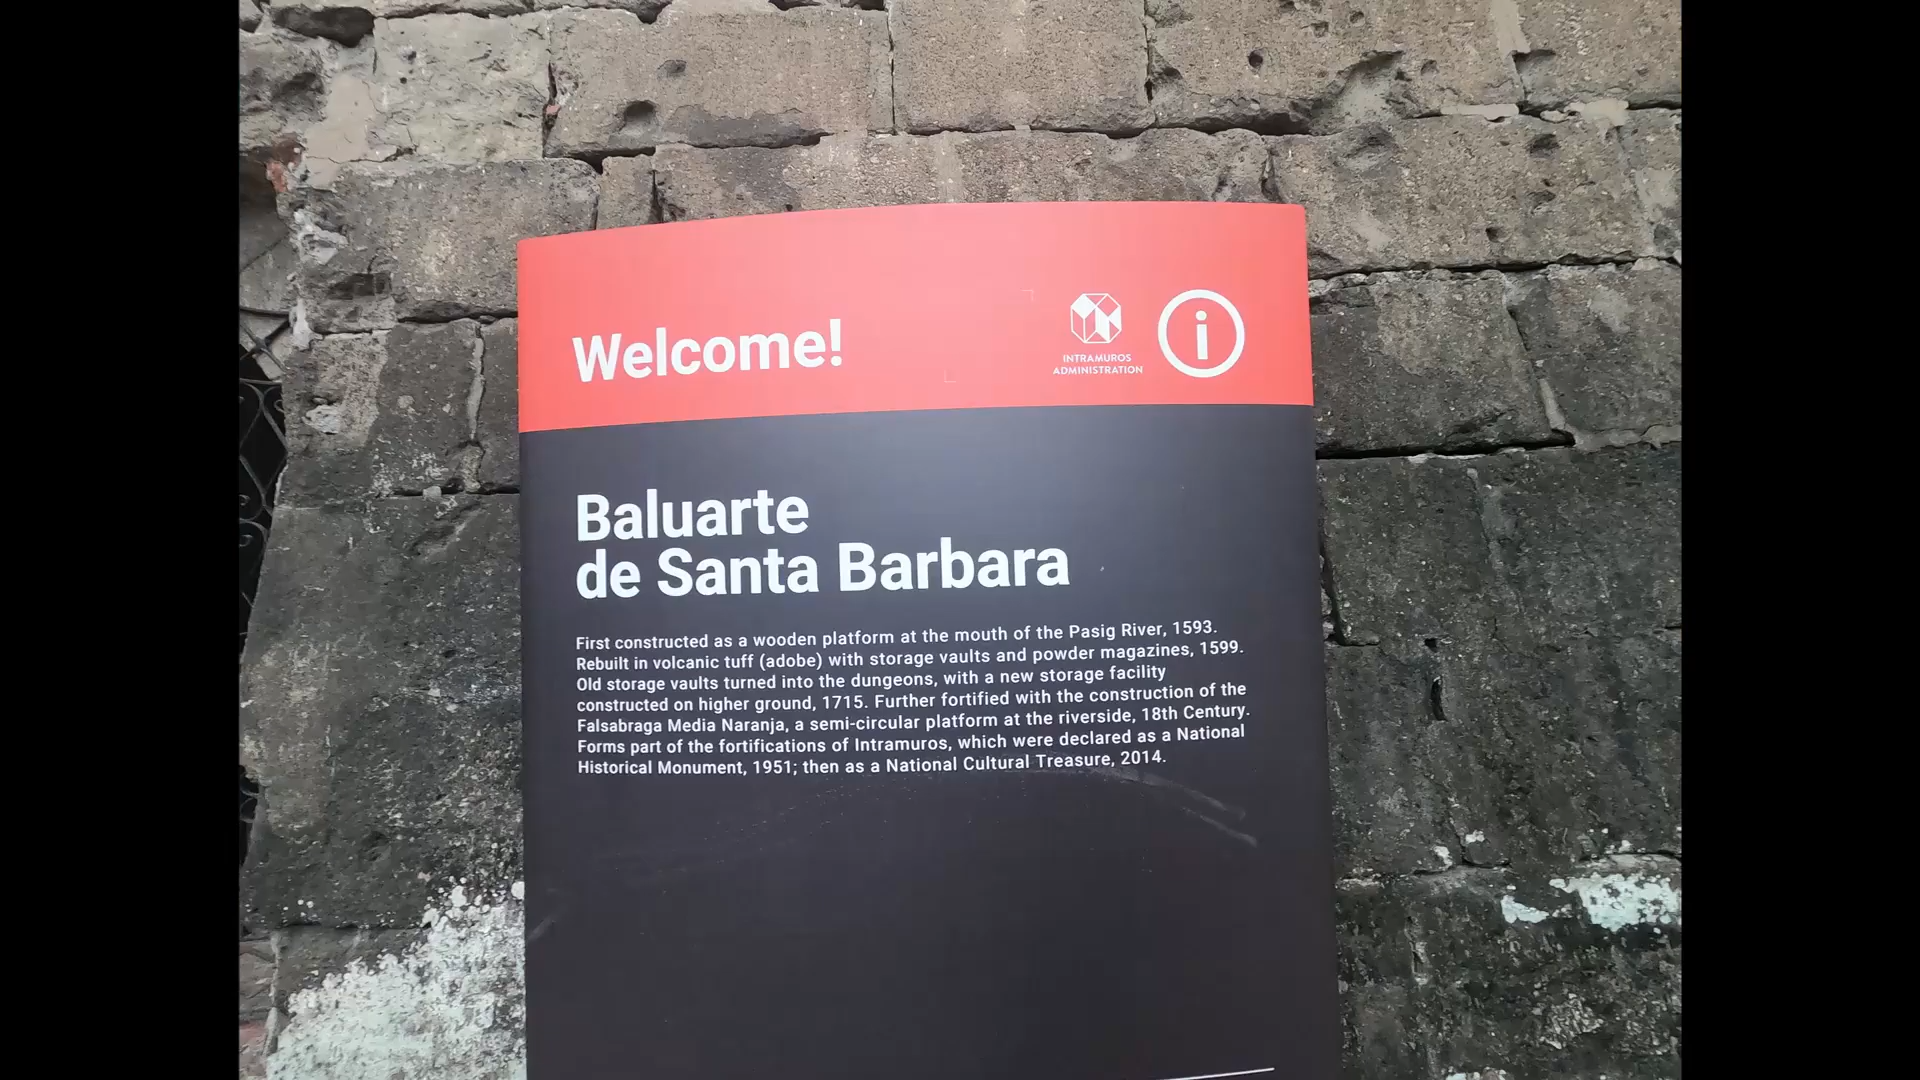 Welcome!
INTRAMUROS
ADMINISTRATION
i
Baluarte
de Santa Barbara
First constructed as a wooden platform at the mouth of the Pasig River, 1593.
Rebuilt in volcanic tuff (adobe) with storage vaults and powder magazines, 1599.
Old storage vaults turned into the dungeons, with a new storage facility
constructed on higher ground, 1715. Further fortified with the construction of the
Falsabraga Media Naranja, a semi-circular platform at the riverside, 18th Century.
Forms part of the fortifications of Intramuros, which were declared as a National
Historical Monument, 1951; then as a National Cultural Treasure, 2014.